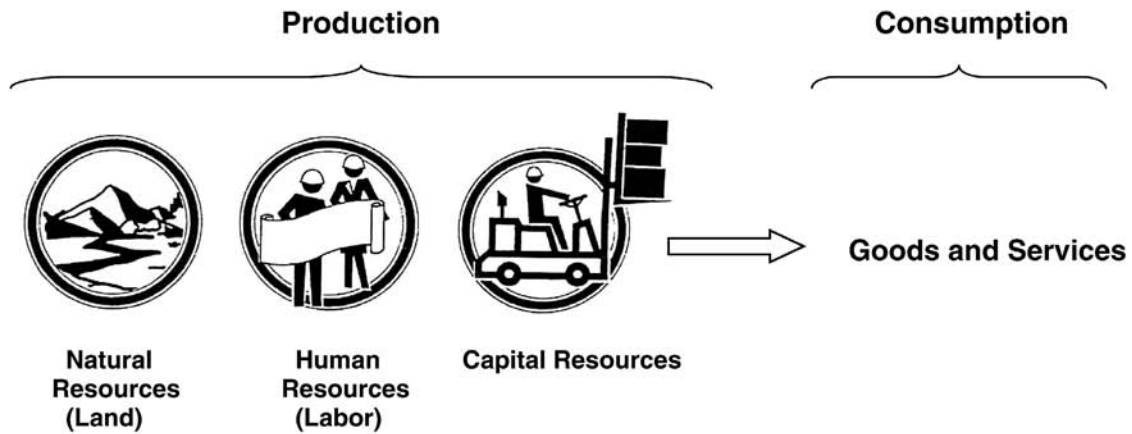 Production
Consumption
Goods and Services
Natural
Resources
(Land)
Human
Resources
(Labor)
Capital Resources